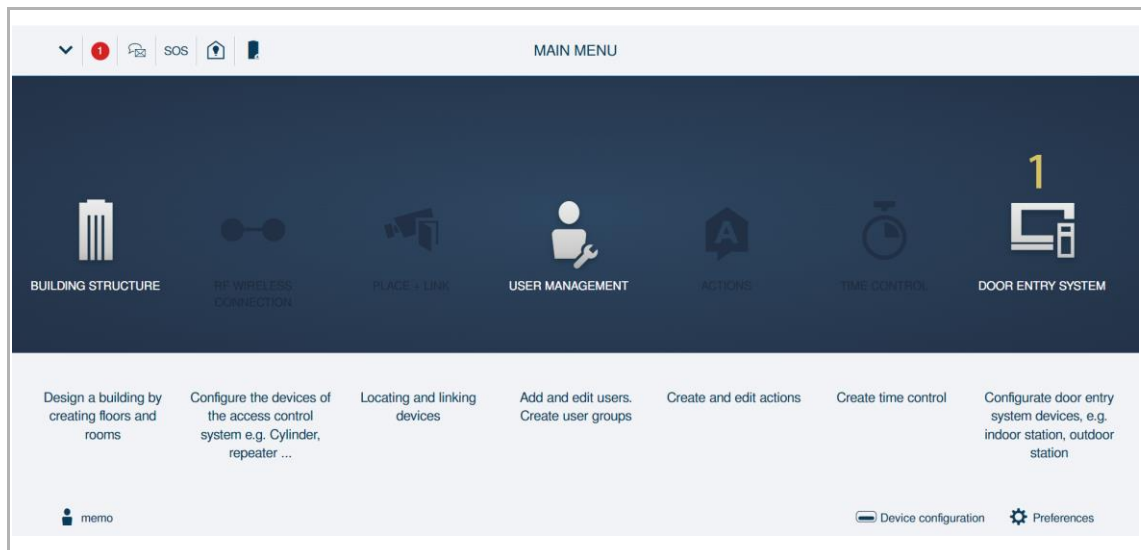 1
SOS
MAIN MENU
1
BUILDING STRUCTURE
RF WIRELESS
CONNECTION
PLACE + LINK
USER MANAGEMENT
ACTIONS
TIME CONTROL
DOOR ENTRY SYSTEM
Design a building by
creating floors and
rooms
Configure the devices of
the access control
system e.g. Cylinder,
repeater ...
Locating and linking
devices
Add and edit users.
Create user groups
Create and edit actions
Create time control
Configurate door entry
system devices, e.g.
indoor station, outdoor
station
memo
Device configuration
Preferences